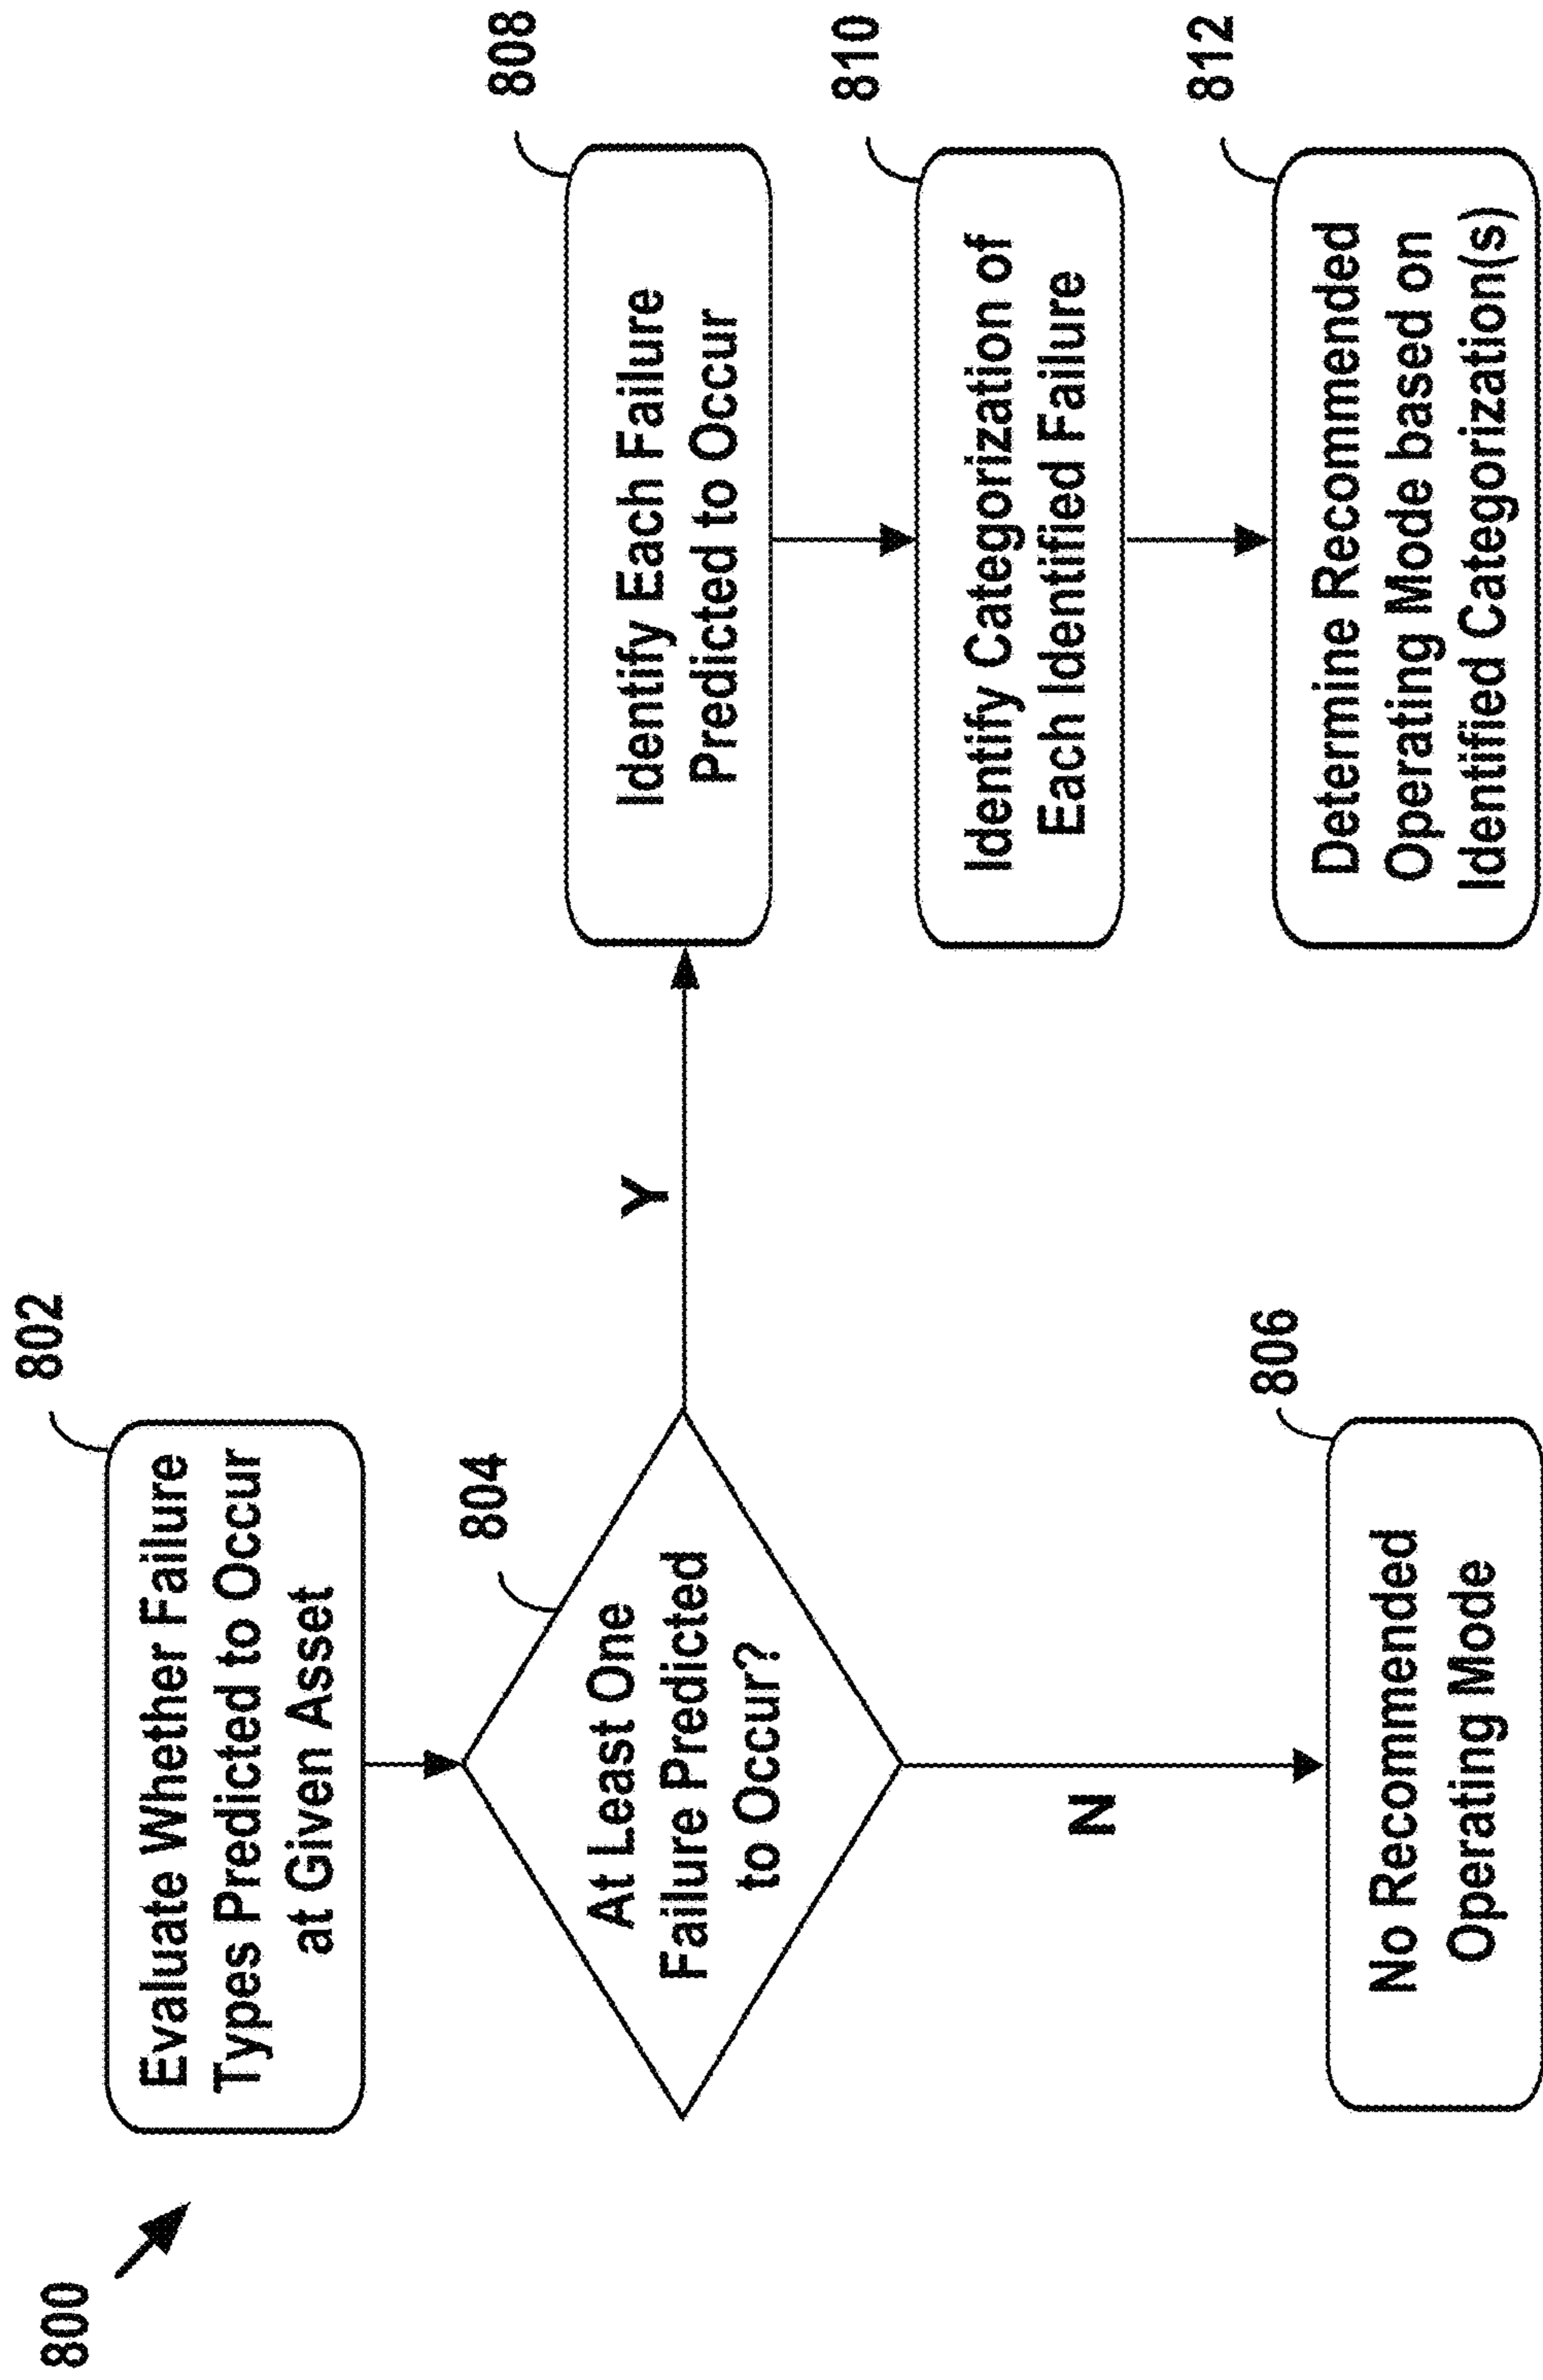 800
802
Evaluate Whether Failure
Types Predicted to Occur
at Given Asset
804
At Least One
Failure Predicted
to Occur?
N
806
No Recommended
Operating Mode
Y
808
Identify Each Failure
Predicted to Occur
810
Identify Categorization of
Each Identified Failure
812
Determine Recommended
Operating Mode based on
Identified Categorization(s)